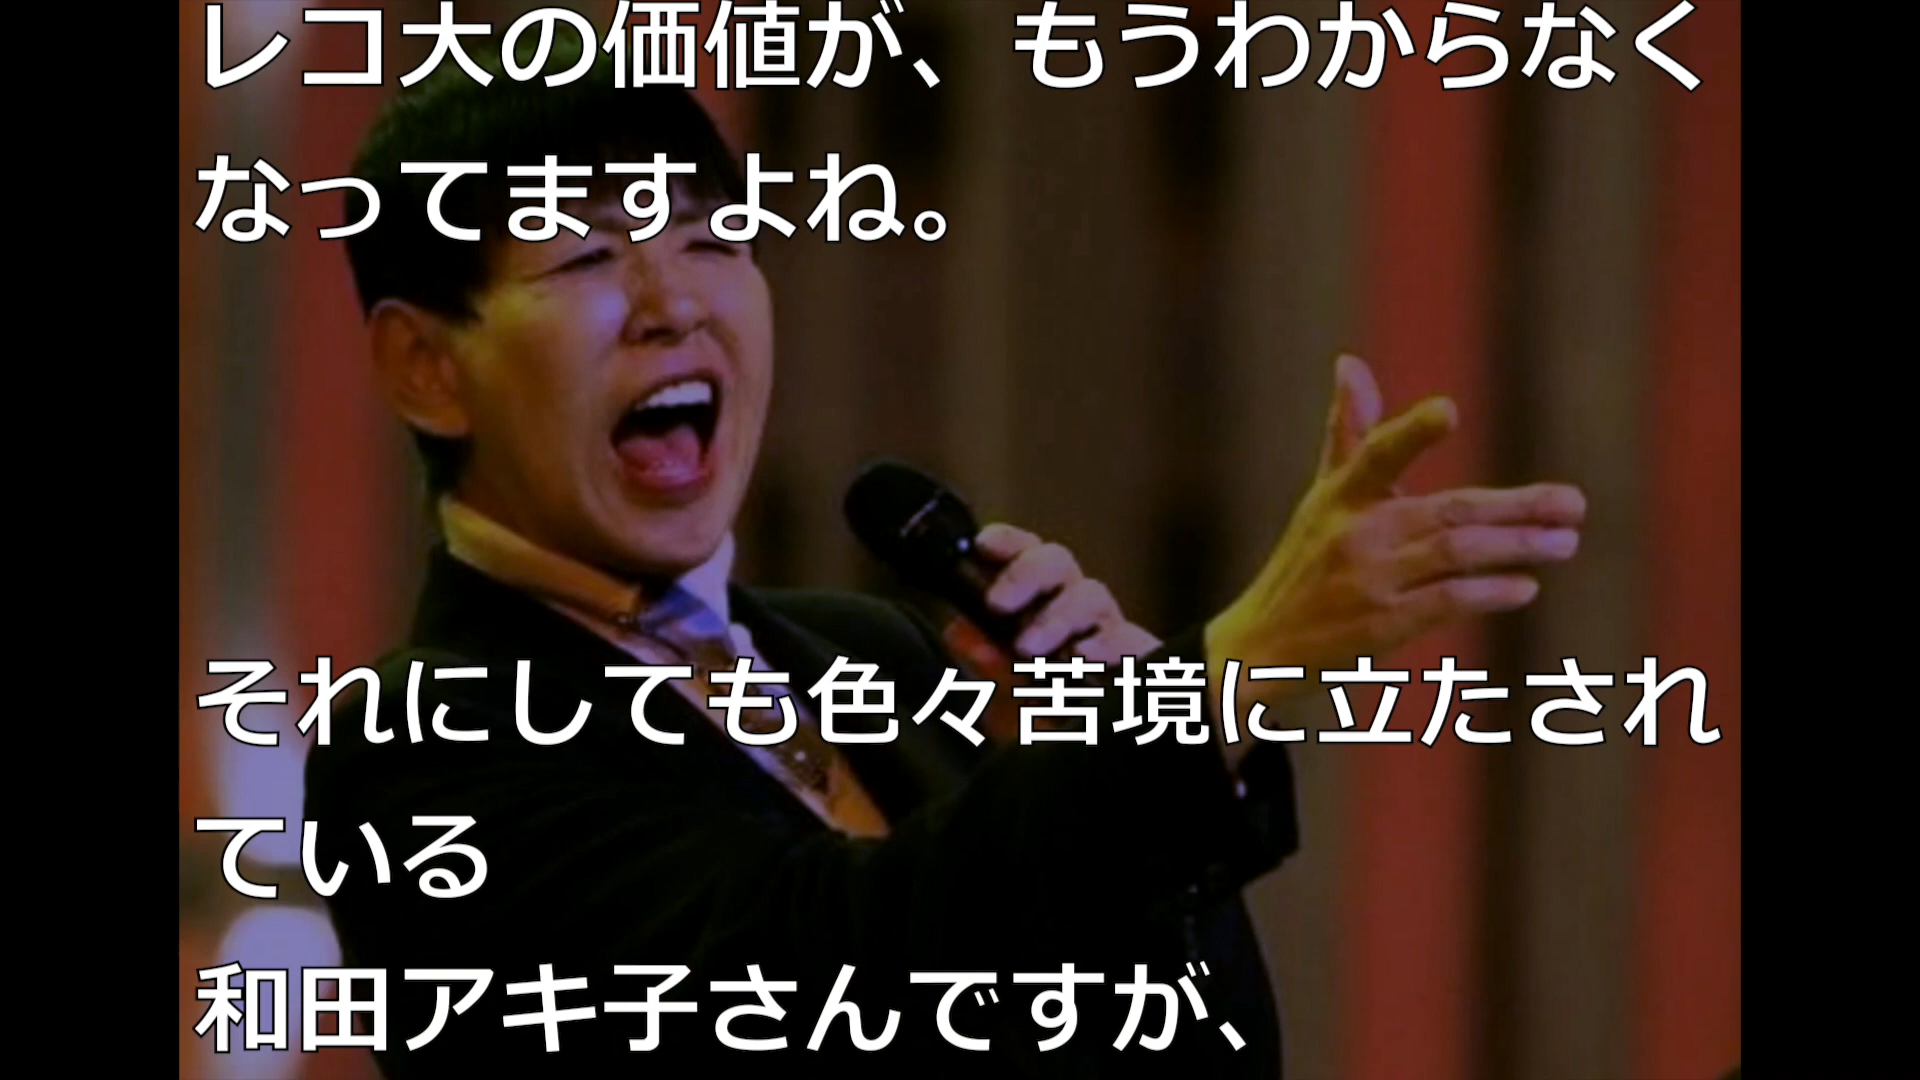 レコ大の価値が、もうわからなく
なってますよね。
それにしても色々苦境に立たされ
ている
和田アキ子さんですが、